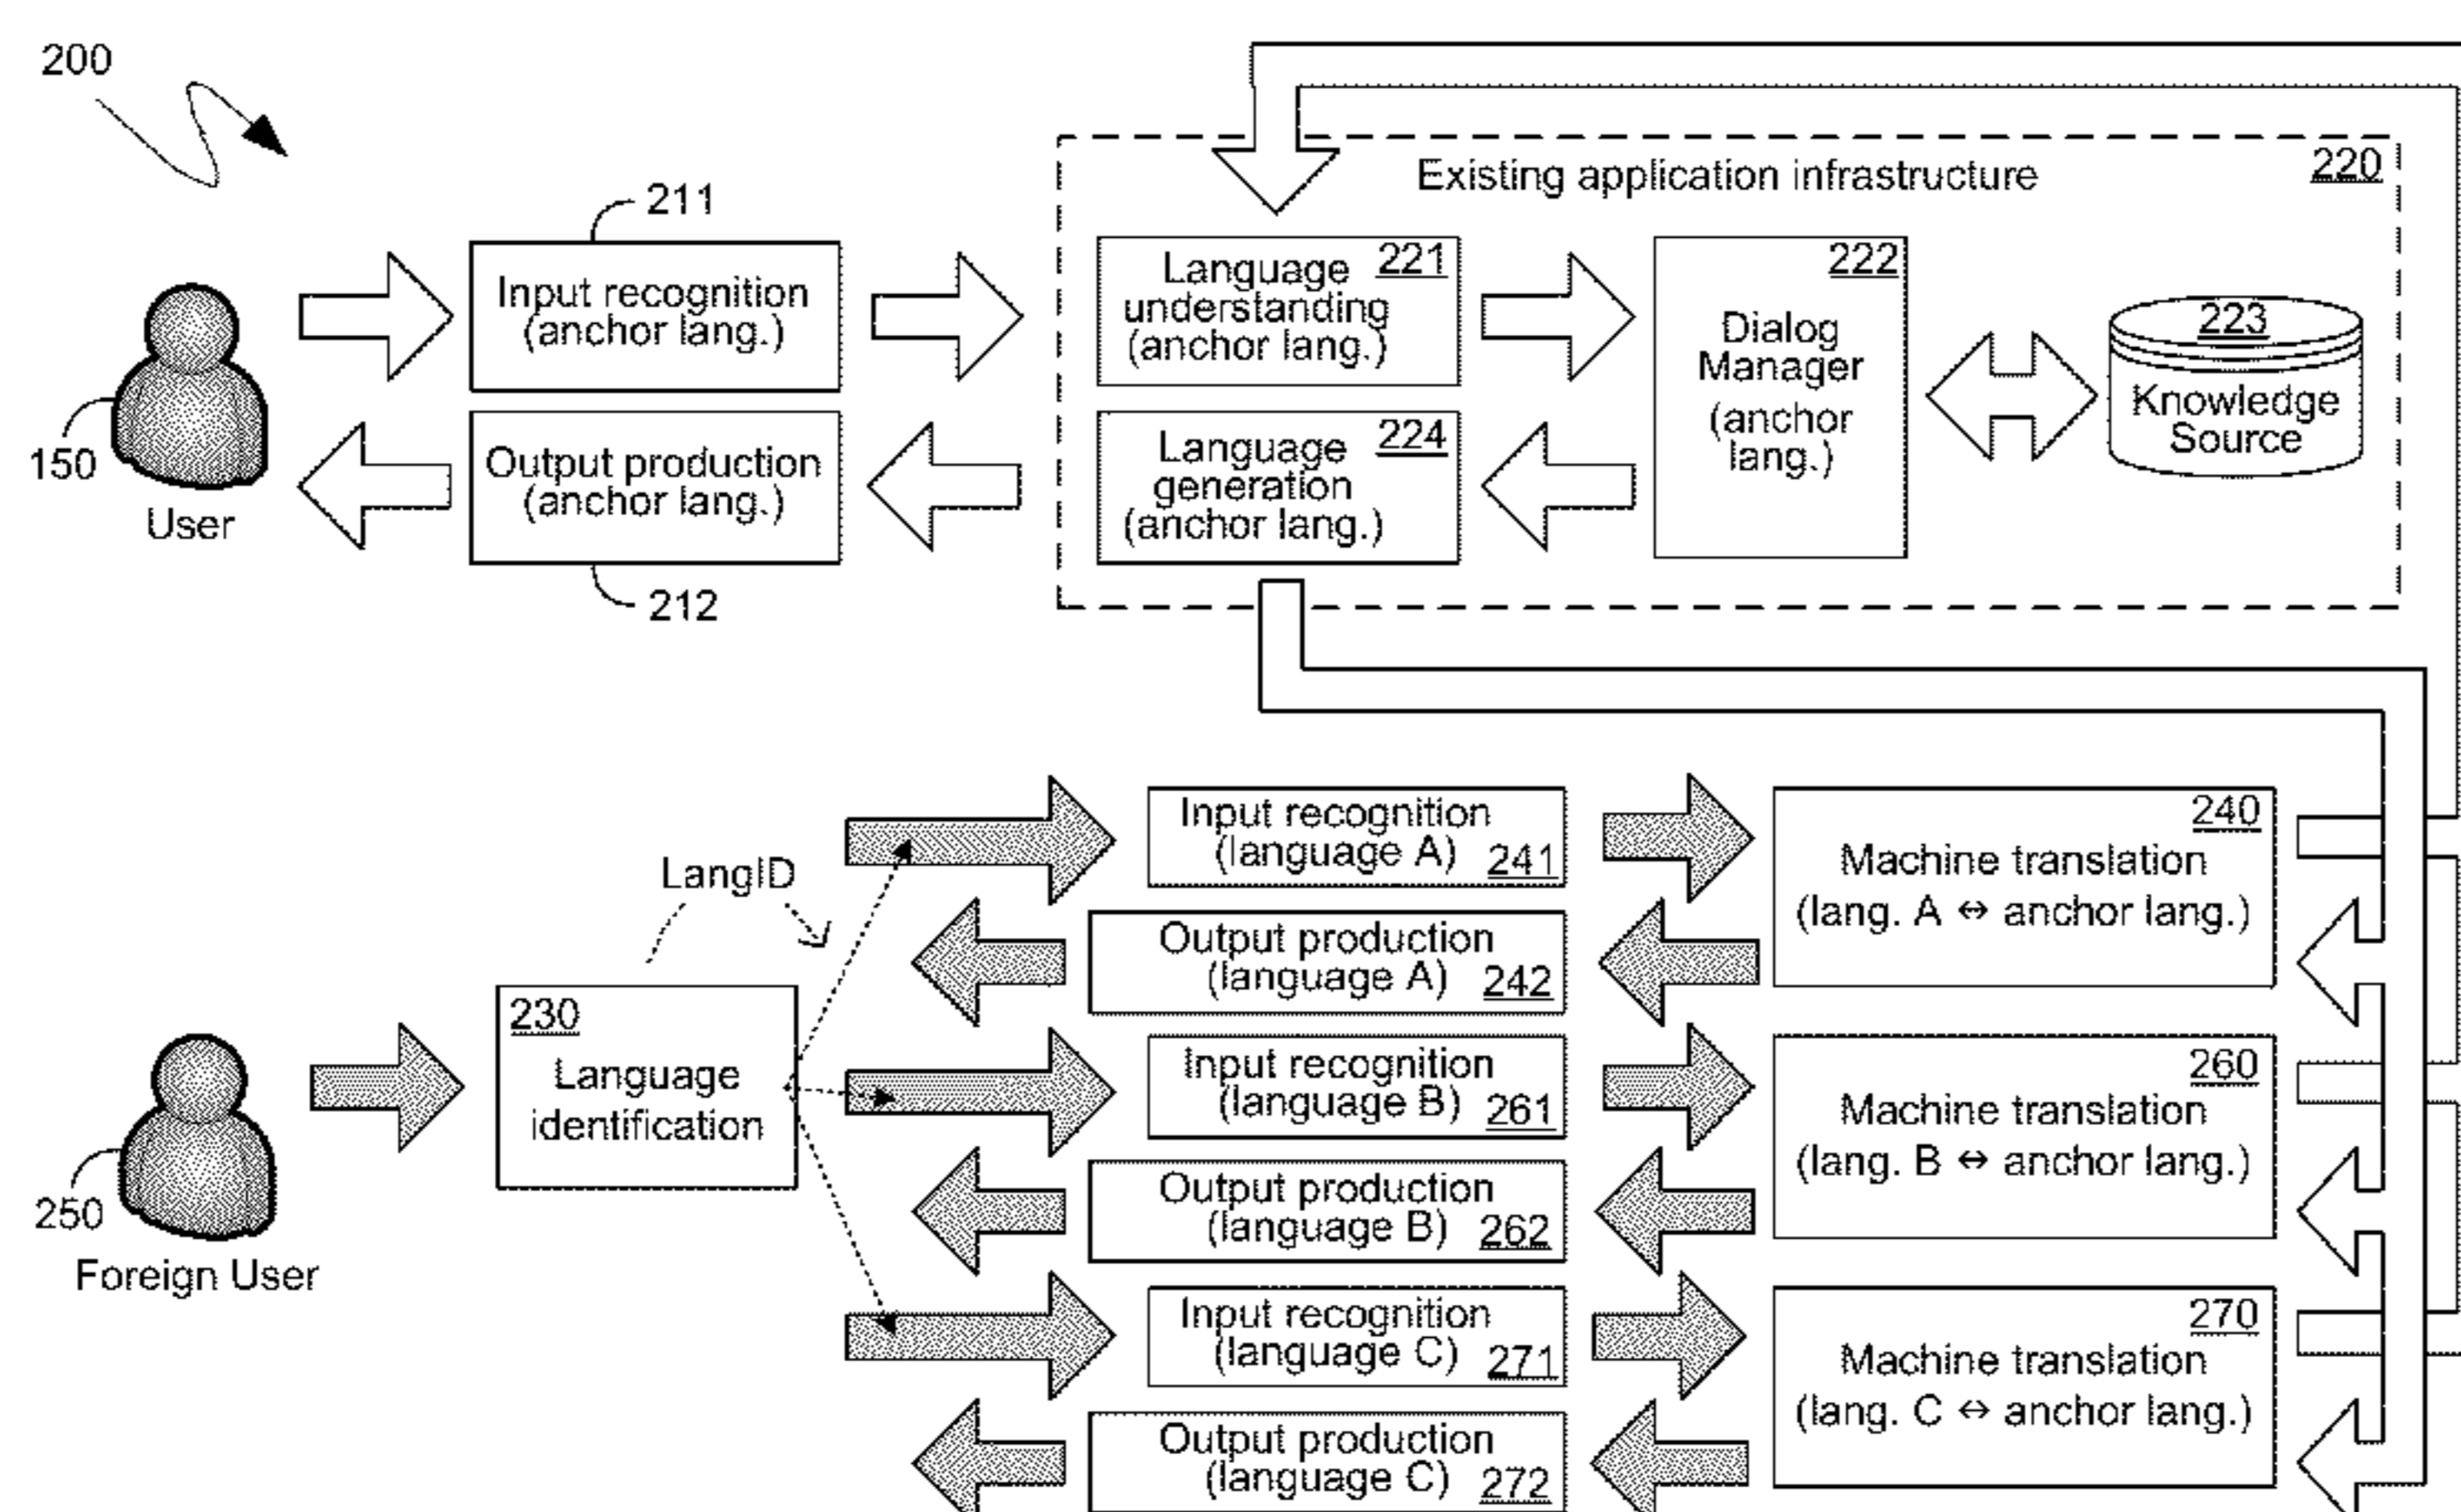 200
Existing application infrastructure 220
211
Input recognition
(anchor lang.)
Language 221
understanding
(anchor lang.)
222
Dialog
Manager
(anchor
lang.)
223
Knowledge
Source
150
User
Output production
(anchor lang.)
212
Language 224
generation
(anchor lang.)
LangID
Input recognition
(language A) 241
240
Machine translation
(lang. A ↔ anchor lang.)
Output production
(language A) 242
230
Language
identification
250
Foreign User
Input recognition
(language B) 261
260
Machine translation
(lang. B ↔ anchor lang.)
Output production
(language B) 262
Input recognition
(language C) 271
270
Machine translation
(lang. C ↔ anchor lang.)
Output production
(language C) 272